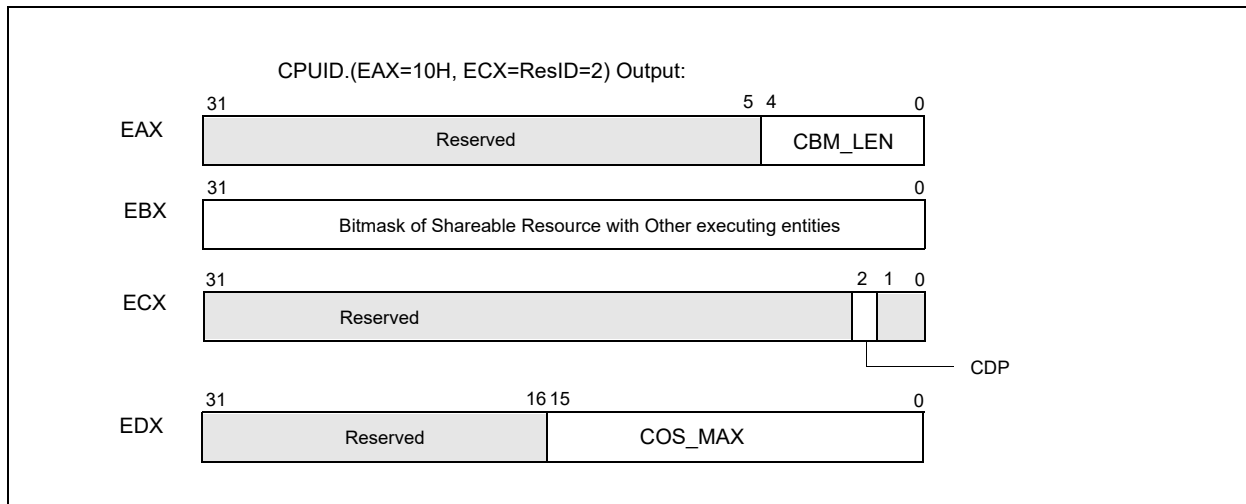 CPUID.(EAX=10H, ECX=ResID=2) Output:
31 5 4 0
EAX Reserved CBM_LEN
31 0
EBX Bitmask of Shareable Resource with Other executing entities
31 2 1 0
ECX Reserved
CDP
31 16 15 0
EDX Reserved COS_MAX